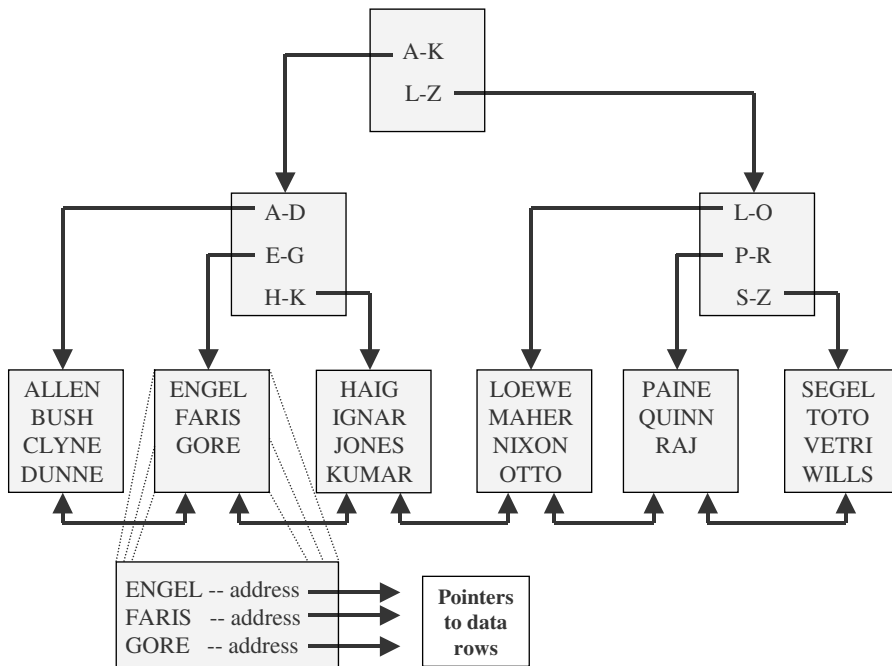 A-K
L-Z
A-D
E-G
H-K
L-O
P-R
S-Z
ALLEN
BUSH
CLYNE
DUNNE
ENGEL
FARIS
GORE
HAIG
IGNAR
JONES
KUMAR
LOEWE
MAHER
NIXON
OTTO
PAINE
QUINN
RAJ
SEGEL
TOTO
VETRI
WILLS
ENGEL -- address
FARIS -- address
GORE -- address
Pointers
to data
rows